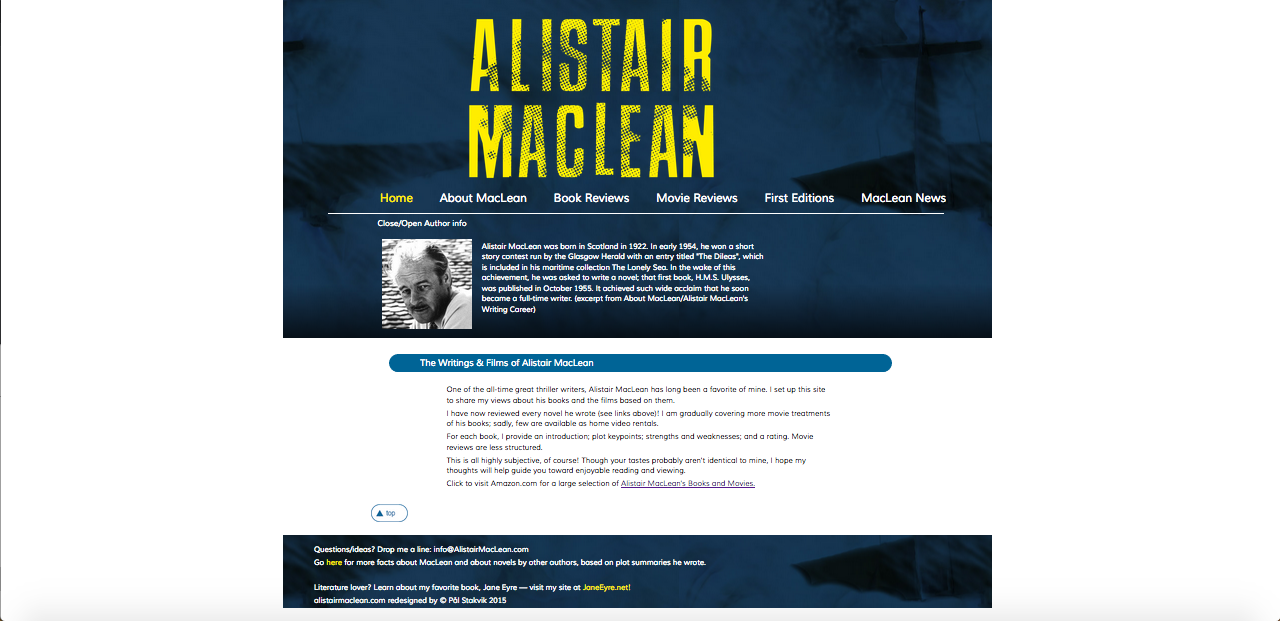 ALISTAIR
MACLEAN
Home About MacLean Book Reviews Movie Reviews First Editions MacLean News
Close/Open Author info
Alistair MacLean was born in Scotland in 1922. In early 1954, he won a short
story contest run by the Glasgow Herald with an entry titled "The Dileas", which
is included in his maritime collection The Lonely Sea. In the wake of this
achievement, he was asked to write a novel; that first book, H.M.S. Ulysses,
was published in October 1955. It achieved such wide acclaim that he soon
became a full-time writer. (excerpt from About MacLean/Alistair MacLean's
Writing Career)
The Writings & Films of Alistair MacLean
One of the all-time great thriller writers, Alistair MacLean has long been a favorite of mine. I set up this site
to share my views about his books and the films based on them.
I have now reviewed every novel he wrote (see links above)! I am gradually covering more movie treatments
of his books; sadly, few are available as home video rentals.
For each book, I provide an introduction; plot keypoints; strengths and weaknesses; and a rating. Movie
reviews are less structured.
This is all highly subjective, of course! Though your tastes probably aren't identical to mine, I hope my
thoughts will help guide you toward enjoyable reading and viewing.
Click to visit Amazon.com for a large selection of Alistair MacLean's Books and Movies.
top
Questions/ideas? Drop me a line: info@AlistairMacLean.com
Go here for more facts about MacLean and about novels by other authors, based on plot summaries he wrote.
Literature lover? Learn about my favorite book, Jane Eyre — visit my site at JaneEyre.net!
alistairmaclean.com redesigned by © Pål Stakvik 2015